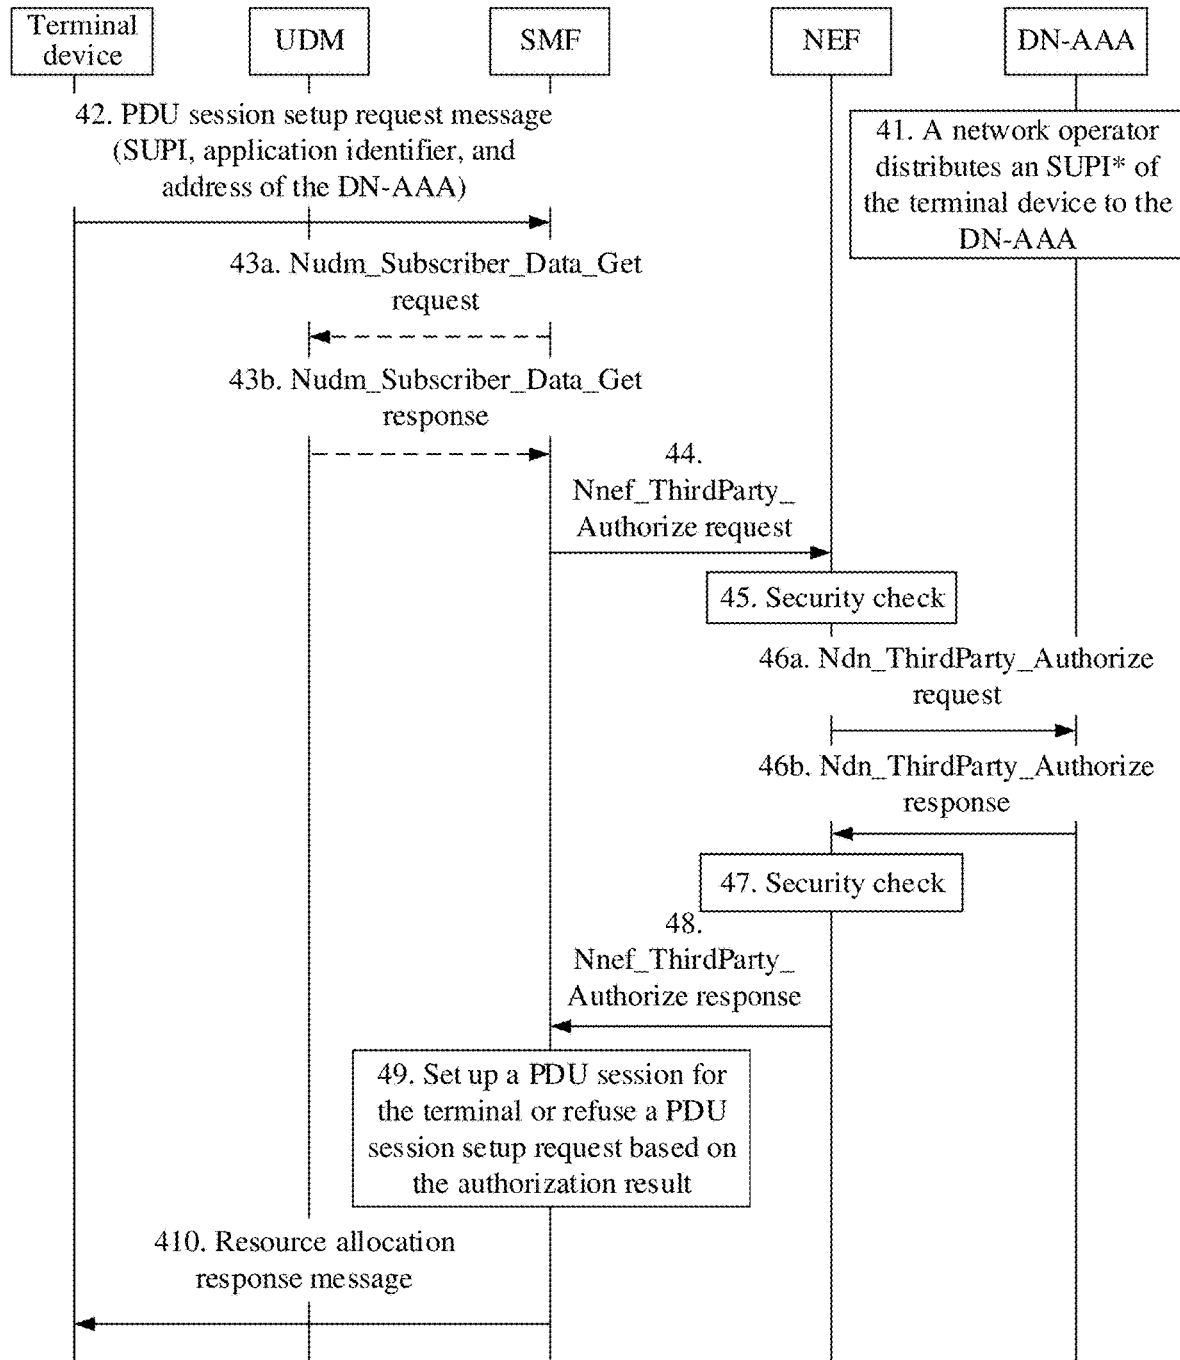 Terminal
device
UDM
SMF
NEF
DN-AAA
42. PDU session setup request message
(SUPI, application identifier, and
address of the DN-AAA)
41. A network operator
distributes an SUPI* of
the terminal device to the
DN-AAA
43a. Nudm_Subscriber_Data_Get
request
43b. Nudm_Subscriber_Data_Get
response
44.
Nnef_ThirdParty_
Authorize request
45. Security check
46a. Ndn_ThirdParty_Authorize
request
46b. Ndn_ThirdParty_Authorize
response
47. Security check
48.
Nnef_ThirdParty_
Authorize response
49. Set up a PDU session for
the terminal or refuse a PDU
session setup request based on
the authorization result
410. Resource allocation
response message